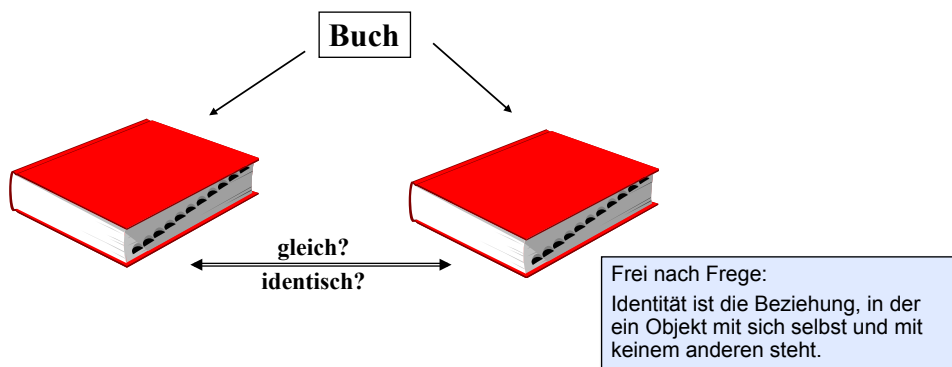 Buch
gleich?
identisch?
Frei nach Frege:
Identität ist die Beziehung, in der
ein Objekt mit sich selbst und mit
keinem anderen steht.